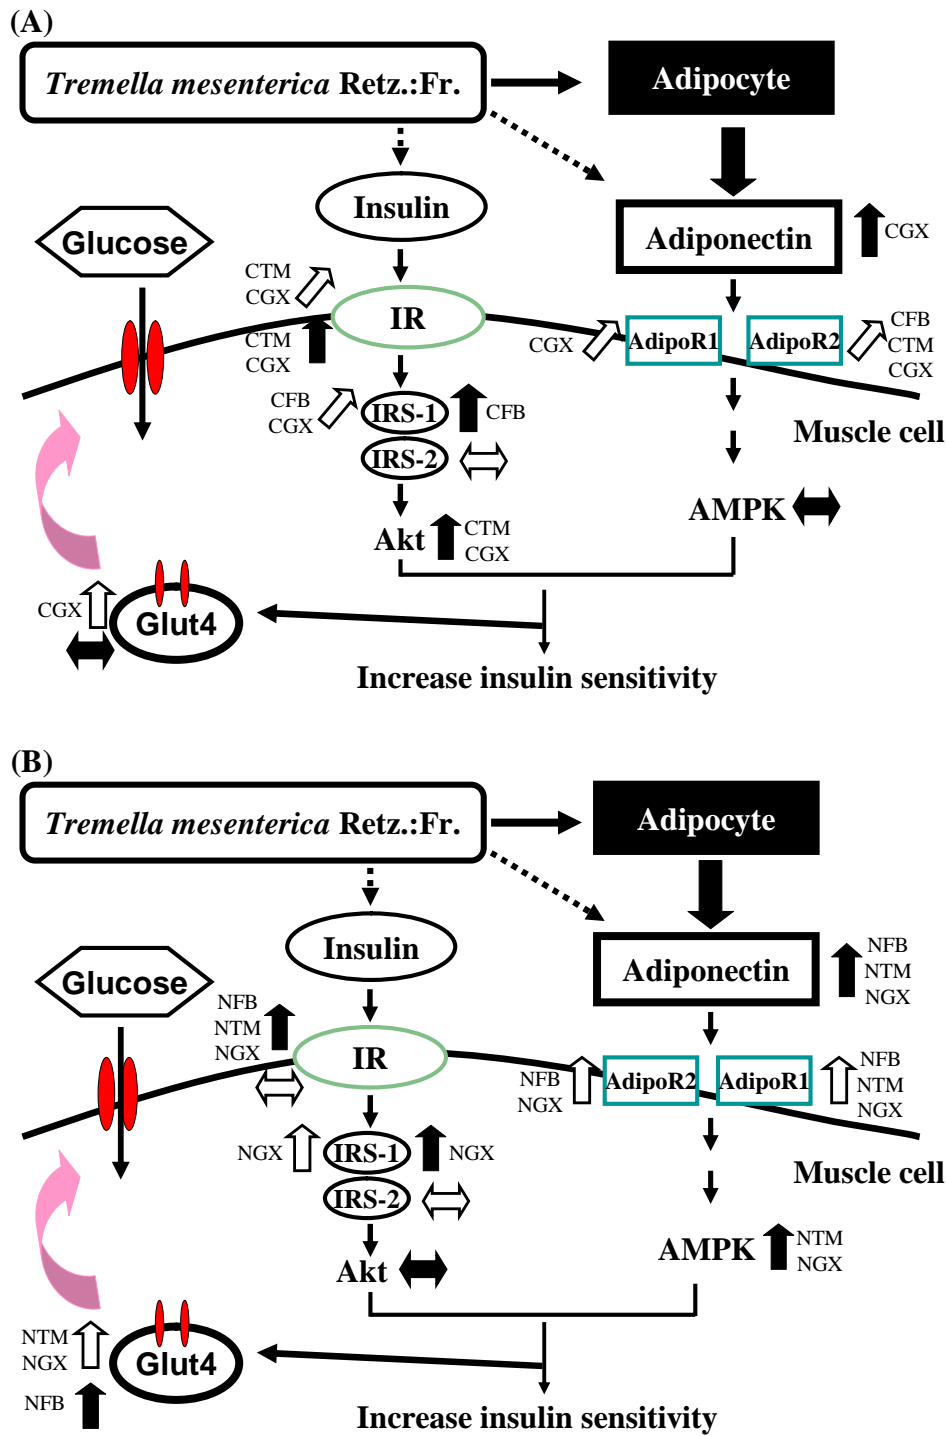 (A)
Tremella mesenterica Retz.:Fr.
Adipocyte
Insulin
Adiponectin
CGX
Glucose
CTM
CGX
IR
CTM
CGX
CGX
AdipoR1
AdipoR2
CFB
CTM
CGX
CFB
CGX
IRS-1
CFB
IRS-2
Muscle cell
Akt
CTM
CGX
AMPK
CGX
Glut4
Increase insulin sensitivity
(B)
Tremella mesenterica Retz.:Fr.
Adipocyte
Insulin
Adiponectin
NFB
NTM
NGX
Glucose
NFB
NTM
NGX
IR
NFB
NGX
AdipoR2
AdipoR1
NFB
NTM
NGX
NGX
IRS-1
NGX
IRS-2
Muscle cell
Akt
AMPK
NTM
NGX
NTM
NGX
NFB
Glut4
Increase insulin sensitivity